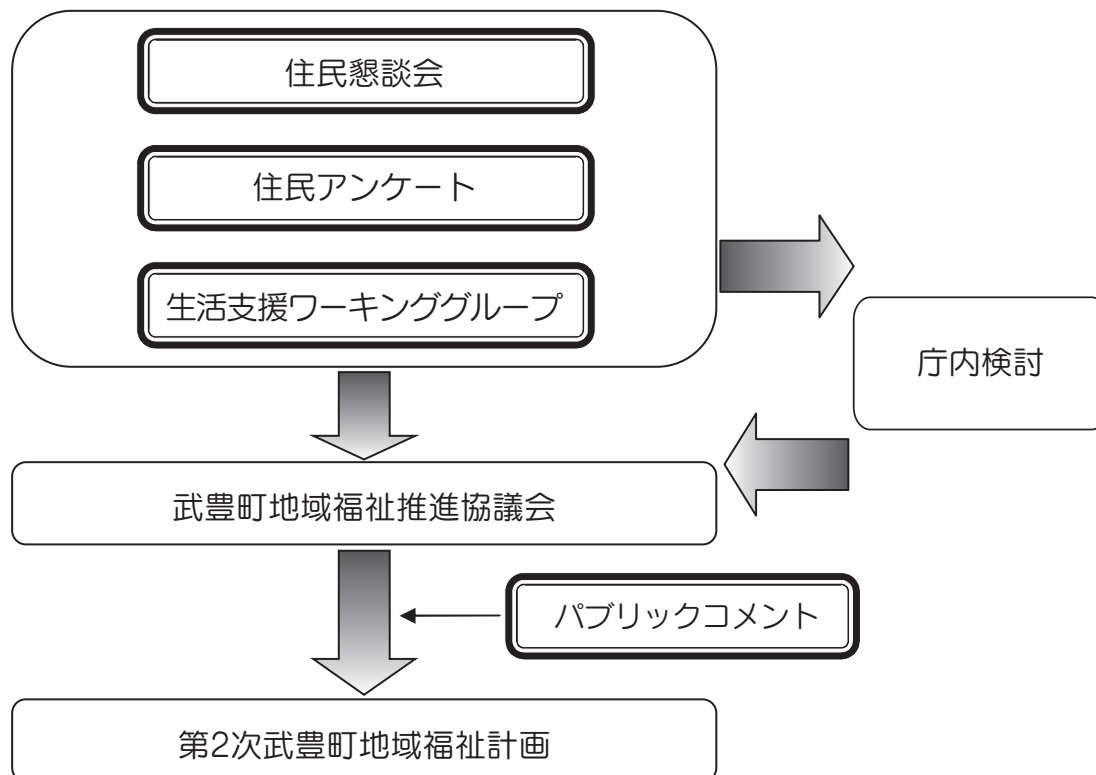 住民懇談会
住民アンケート
生活支援ワーキンググループ
庁内検討
武豊町地域福祉推進協議会
パブリックコメント
第2次武豊町地域福祉計画